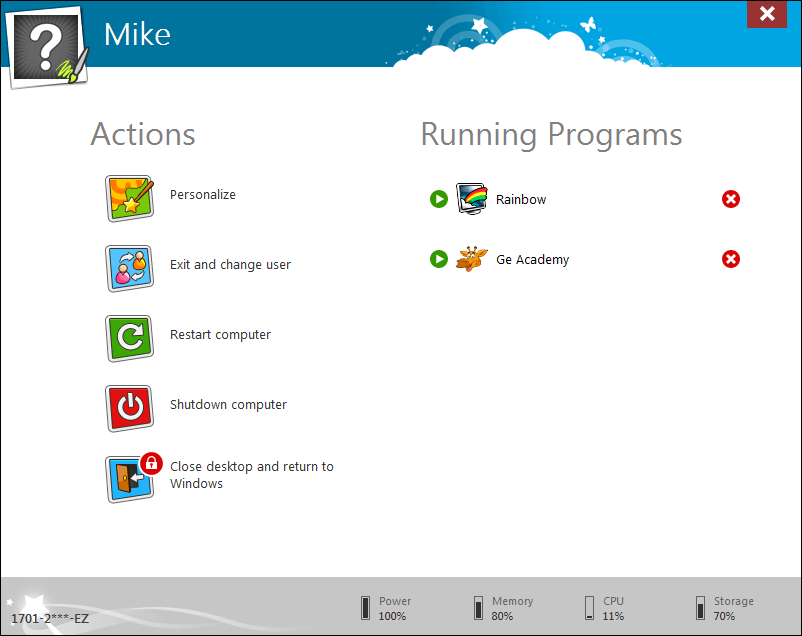 Mike
Actions
Personalize
Exit and change user
Restart computer
Shutdown computer
Close desktop and return to
Windows
Running Programs
Rainbow
Ge Academy
1701-2***-EZ
Power
100%
Memory
80%
CPU
11%
Storage
70%